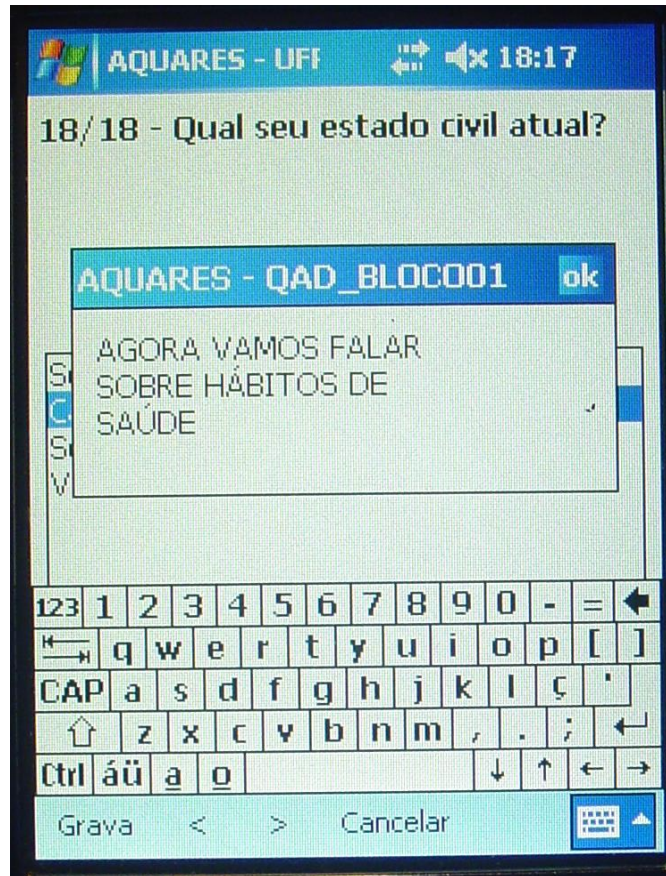 AQUARES - UFF 18:17
18/18 - Qual seu estado civil atual?
AQUARES - QAD_BLOCO01 ok
AGORA VAMOS FALAR
SOBRE HÁBITOS DE
SAÚDE
123 1 2 3 4 5 6 7 8 9 0 - =
q w e r t y u i o p [ ]
CAP a s d f g h j k l ç '
z x c v b n m , . ;
Ctrl áü a o
Grava < > Cancelar